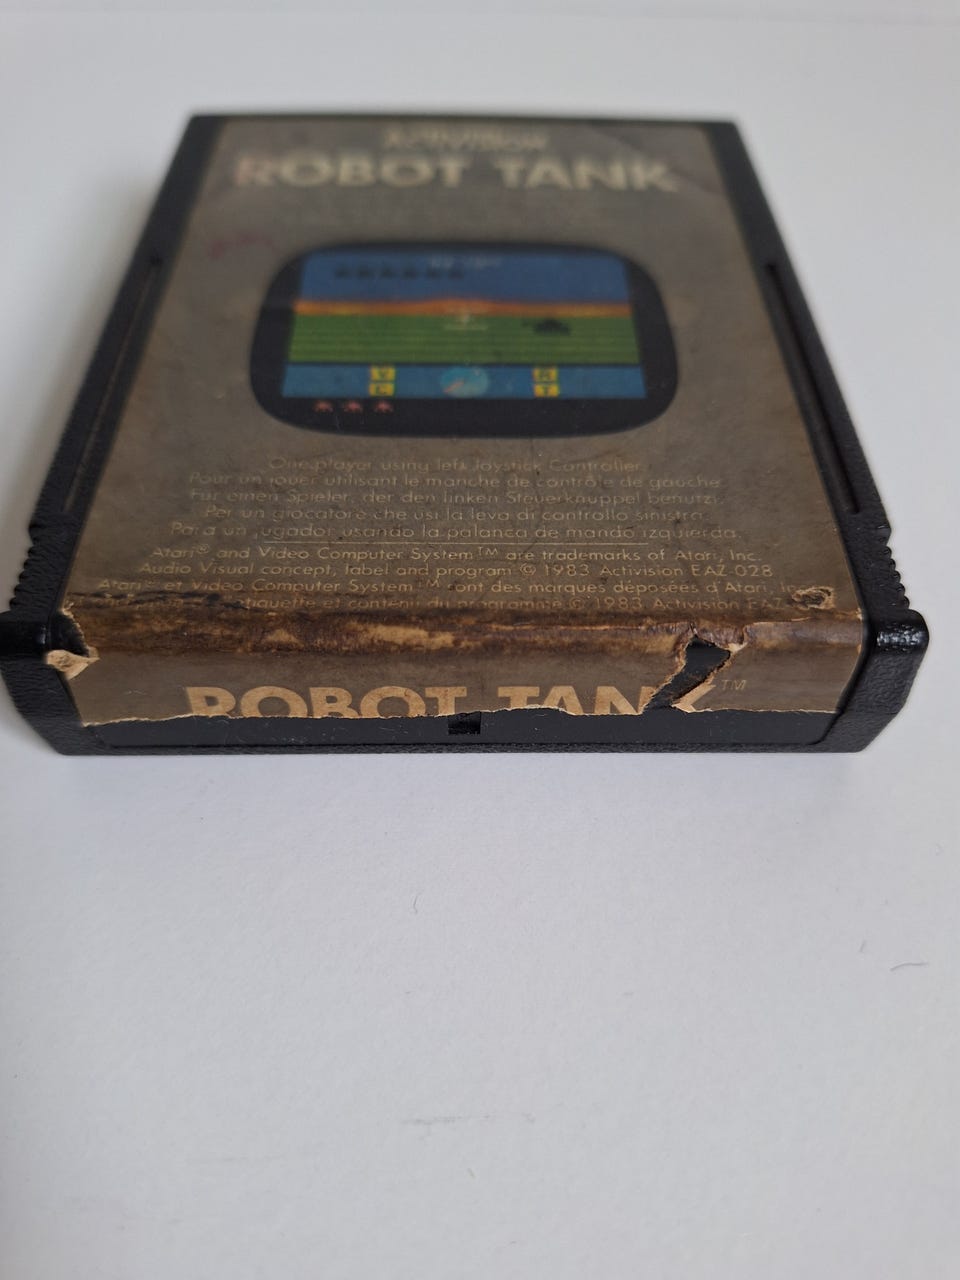 ACTIVISION
ROBOT TANK
V R
C T
One player using left Joystick Controller.
Pour un jouer utilisant le manche de contrôle de gauche.
Für einen Spieler, der den linken Steuerknuppel benutzt.
Per un giocatore che usi la leva di controllo sinistra.
Para un jugador usando la palanca de mando izquierda.
Atari® and Video Computer System™ are trademarks of Atari, Inc.
Audio Visual concept, label and program © 1983 Activision EAZ-028
Atari et Video Computer System™ sont des marques déposées d'Atari, Inc
étiquette et contenu du programme © 1983 Activision EAZ
ROBOT TANK™